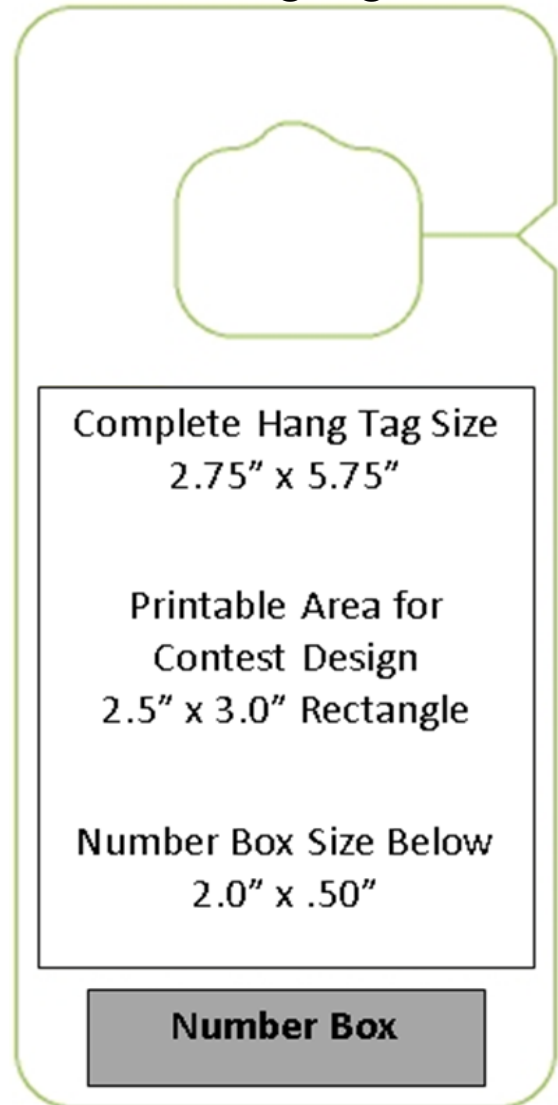 Complete Hang Tag Size
2.75" x 5.75"
Printable Area for
Contest Design
2.5" x 3.0" Rectangle
Number Box Size Below
2.0" x .50"
Number Box